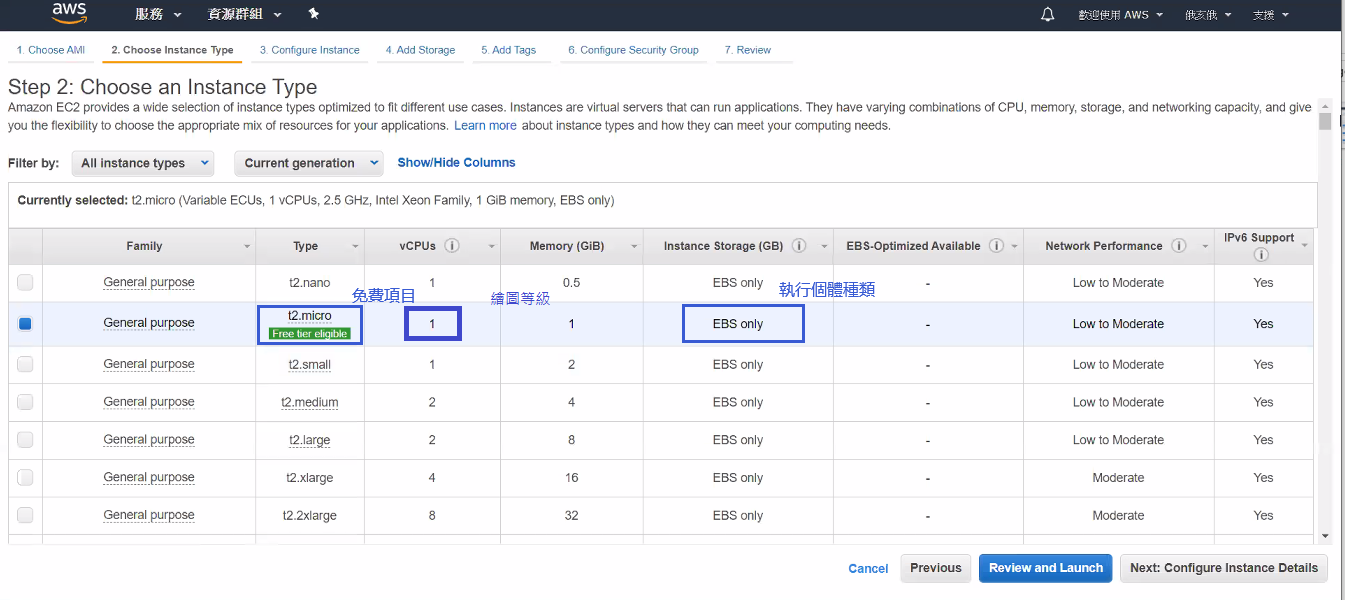 aws 服務 資源群組 歡迎使用 AWS 俄亥俄 支援
1. Choose AMI 2. Choose Instance Type 3. Configure Instance 4. Add Storage 5. Add Tags 6. Configure Security Group 7. Review
Step 2: Choose an Instance Type
Amazon EC2 provides a wide selection of instance types optimized to fit different use cases. Instances are virtual servers that can run applications. They have varying combinations of CPU, memory, storage, and networking capacity, and give
you the flexibility to choose the appropriate mix of resources for your applications. Learn more about instance types and how they can meet your computing needs.
Filter by: All instance types Current generation Show/Hide Columns
Currently selected: t2.micro (Variable ECUs, 1 vCPUs, 2.5 GHz, Intel Xeon Family, 1 GiB memory, EBS only)
Family Type vCPUs Memory (GiB) Instance Storage (GB) EBS-Optimized Available Network Performance IPv6 Support
General purpose t2.nano 1 0.5 EBS only - Low to Moderate Yes
免費項目 繪圖等級 執行個體種類
General purpose t2.micro 1 1 EBS only - Low to Moderate Yes
Free tier eligible
General purpose t2.small 1 2 EBS only - Low to Moderate Yes
General purpose t2.medium 2 4 EBS only - Low to Moderate Yes
General purpose t2.large 2 8 EBS only - Low to Moderate Yes
General purpose t2.xlarge 4 16 EBS only - Moderate Yes
General purpose t2.2xlarge 8 32 EBS only - Moderate Yes
Cancel Previous Review and Launch Next: Configure Instance Details